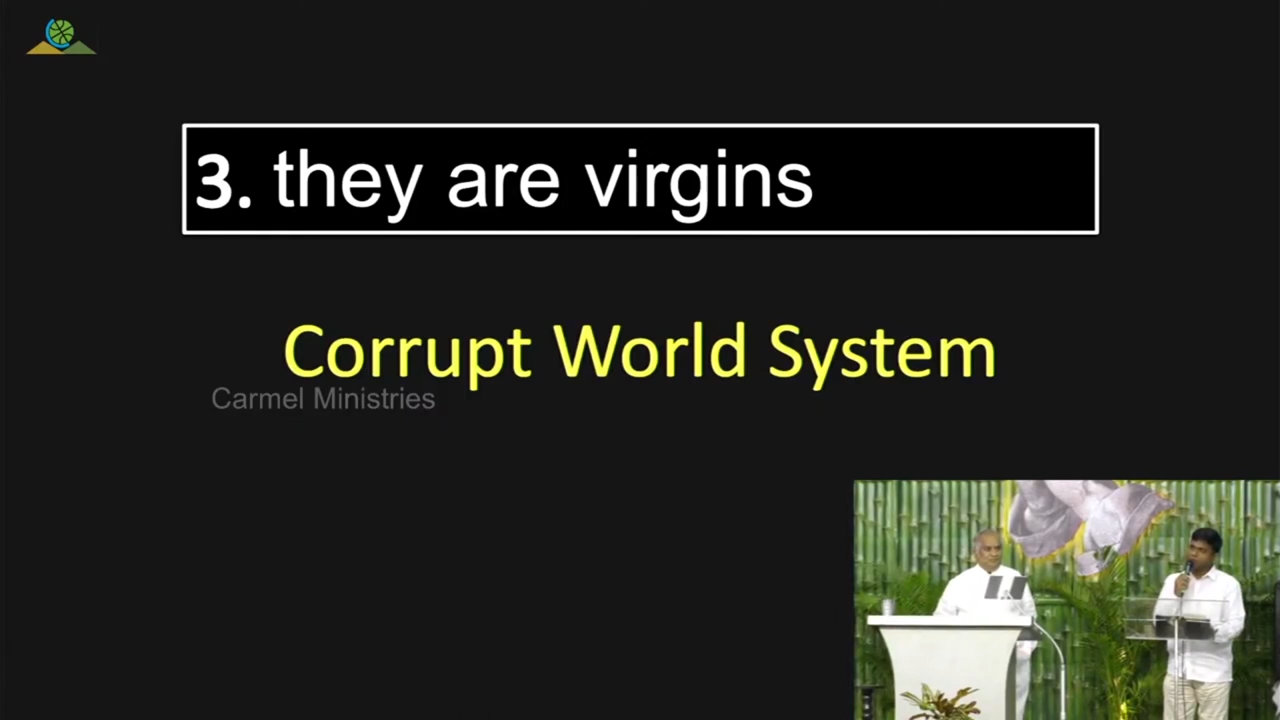 3. they are virgins
Corrupt World System
Carmel Ministries